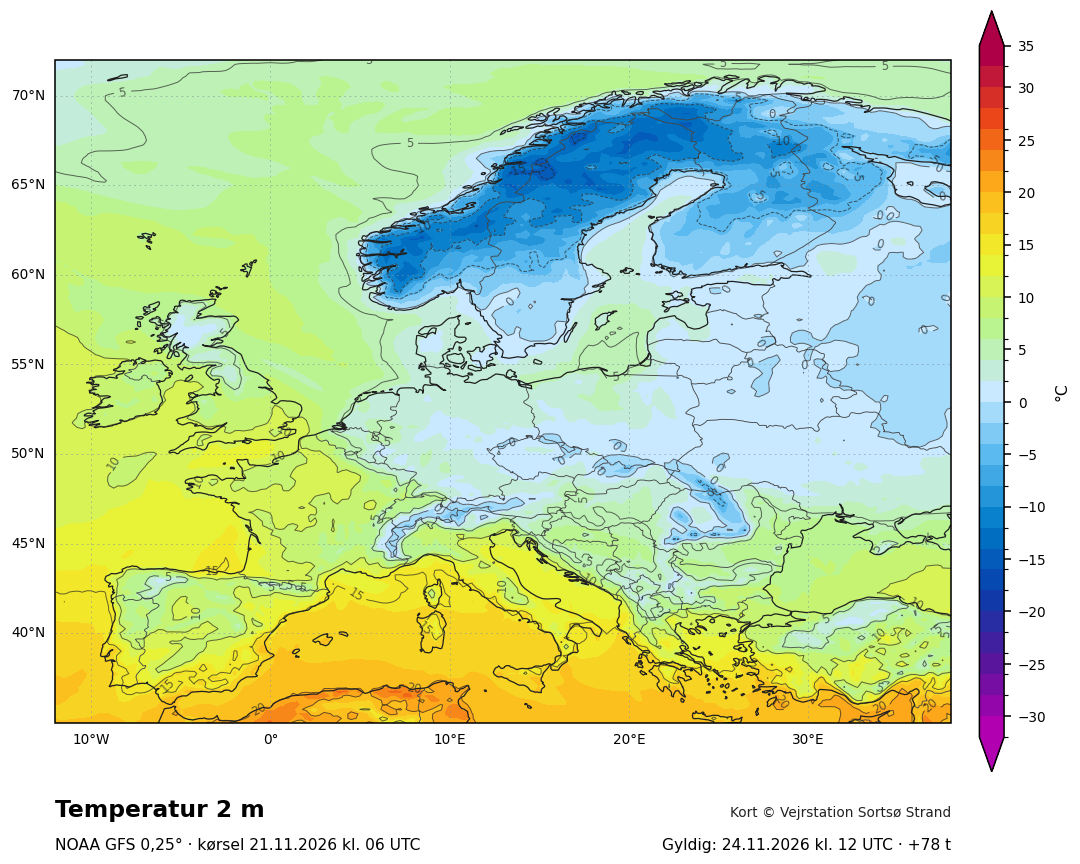 35
30
25
20
15
10
5
0
−5
−10
−15
−20
−25
−30
°C
70°N
65°N
60°N
55°N
50°N
45°N
40°N
10°W 0° 10°E 20°E 30°E
Temperatur 2 m
Kort © Vejrstation Sortsø Strand
NOAA GFS 0,25° · kørsel 21.11.2026 kl. 06 UTC
Gyldig: 24.11.2026 kl. 12 UTC · +78 t